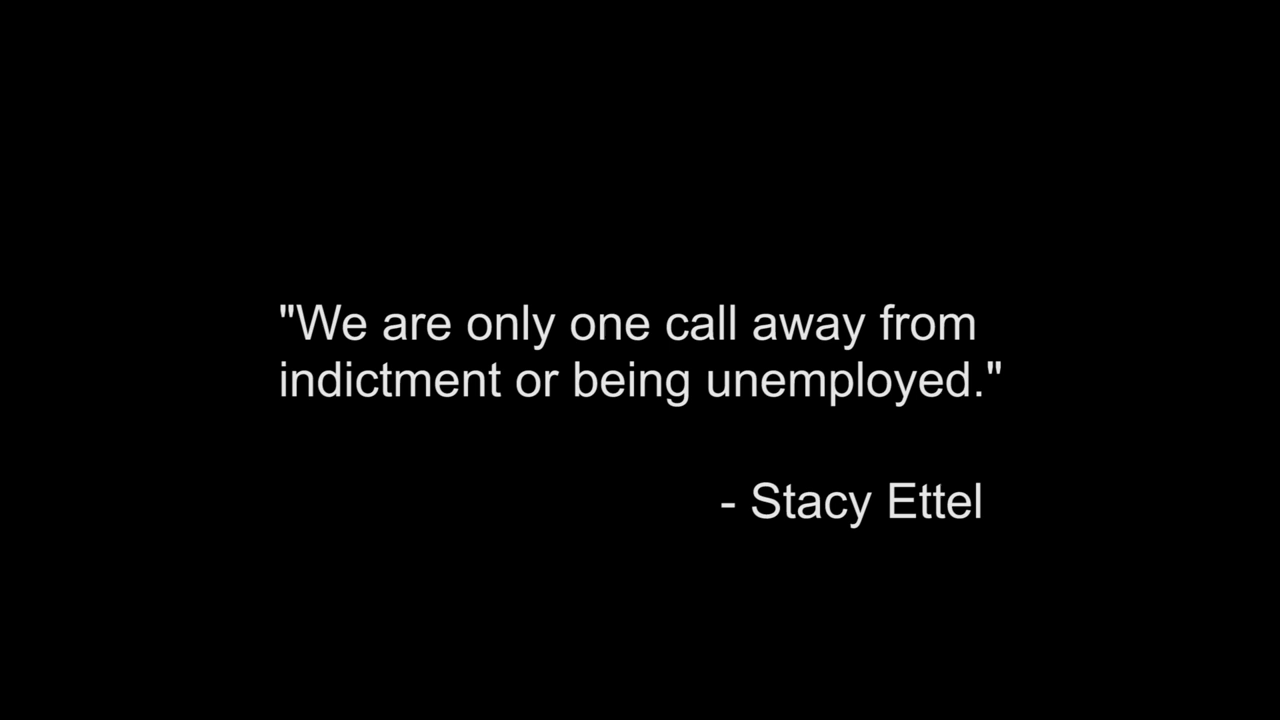 "We are only one call away from
indictment or being unemployed."
- Stacy Ettel